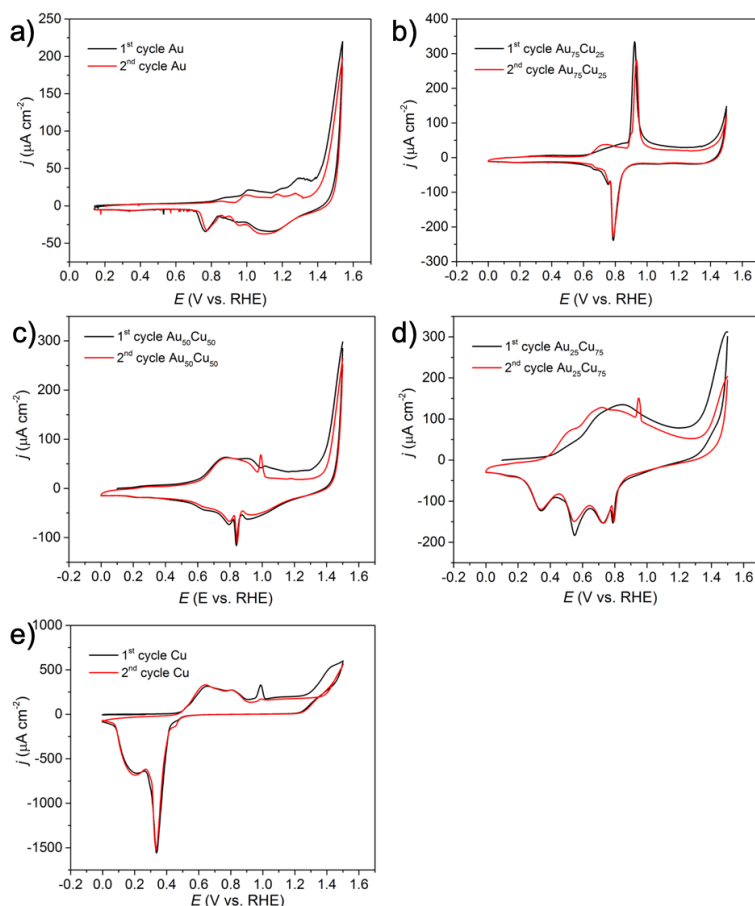 a)
1st cycle Au
2nd cycle Au
j (μA cm-2)
250
200
150
100
50
0
-50
0.0 0.2 0.4 0.6 0.8 1.0 1.2 1.4 1.6
E (V vs. RHE)
b)
1st cycle Au75Cu25
2nd cycle Au75Cu25
j (μA cm-2)
400
300
200
100
0
-100
-200
-300
-0.2 0.0 0.2 0.4 0.6 0.8 1.0 1.2 1.4 1.6
E (V vs. RHE)
c)
1st cycle Au50Cu50
2nd cycle Au50Cu50
j (μA cm-2)
300
200
100
0
-100
-0.2 0.0 0.2 0.4 0.6 0.8 1.0 1.2 1.4 1.6
E (E vs. RHE)
d)
1st cycle Au25Cu75
2nd cycle Au25Cu75
j (μA cm-2)
300
200
100
0
-100
-200
-0.2 0.0 0.2 0.4 0.6 0.8 1.0 1.2 1.4 1.6
E (V vs. RHE)
e)
1st cycle Cu
2nd cycle Cu
j (μA cm-2)
1000
500
0
-500
-1000
-1500
-0.2 0.0 0.2 0.4 0.6 0.8 1.0 1.2 1.4 1.6
E (V vs. RHE)